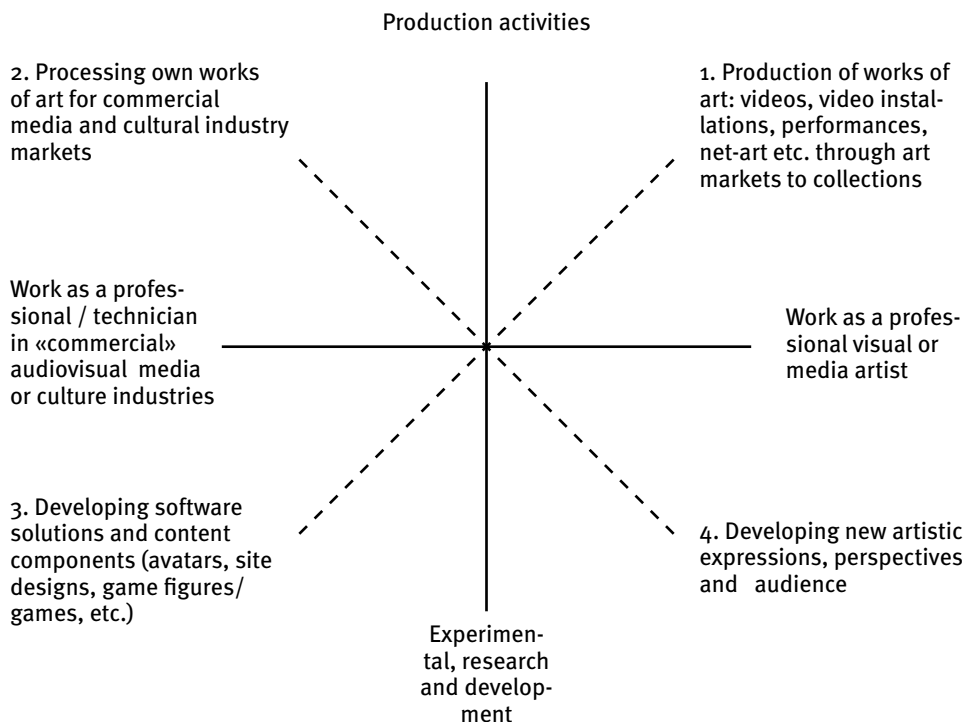 Production activities
2. Processing own works
of art for commercial
media and cultural industry
markets
1. Production of works of
art: videos, video instal-
lations, performances,
net-art etc. through art
markets to collections
Work as a profes-
sional / technician
in «commercial»
audiovisual media
or culture industries
Work as a profes-
sional visual or
media artist
3. Developing software
solutions and content
components (avatars, site
designs, game figures/
games, etc.)
4. Developing new artistic
expressions, perspectives
and audience
Experimen-
tal, research
and develop-
ment